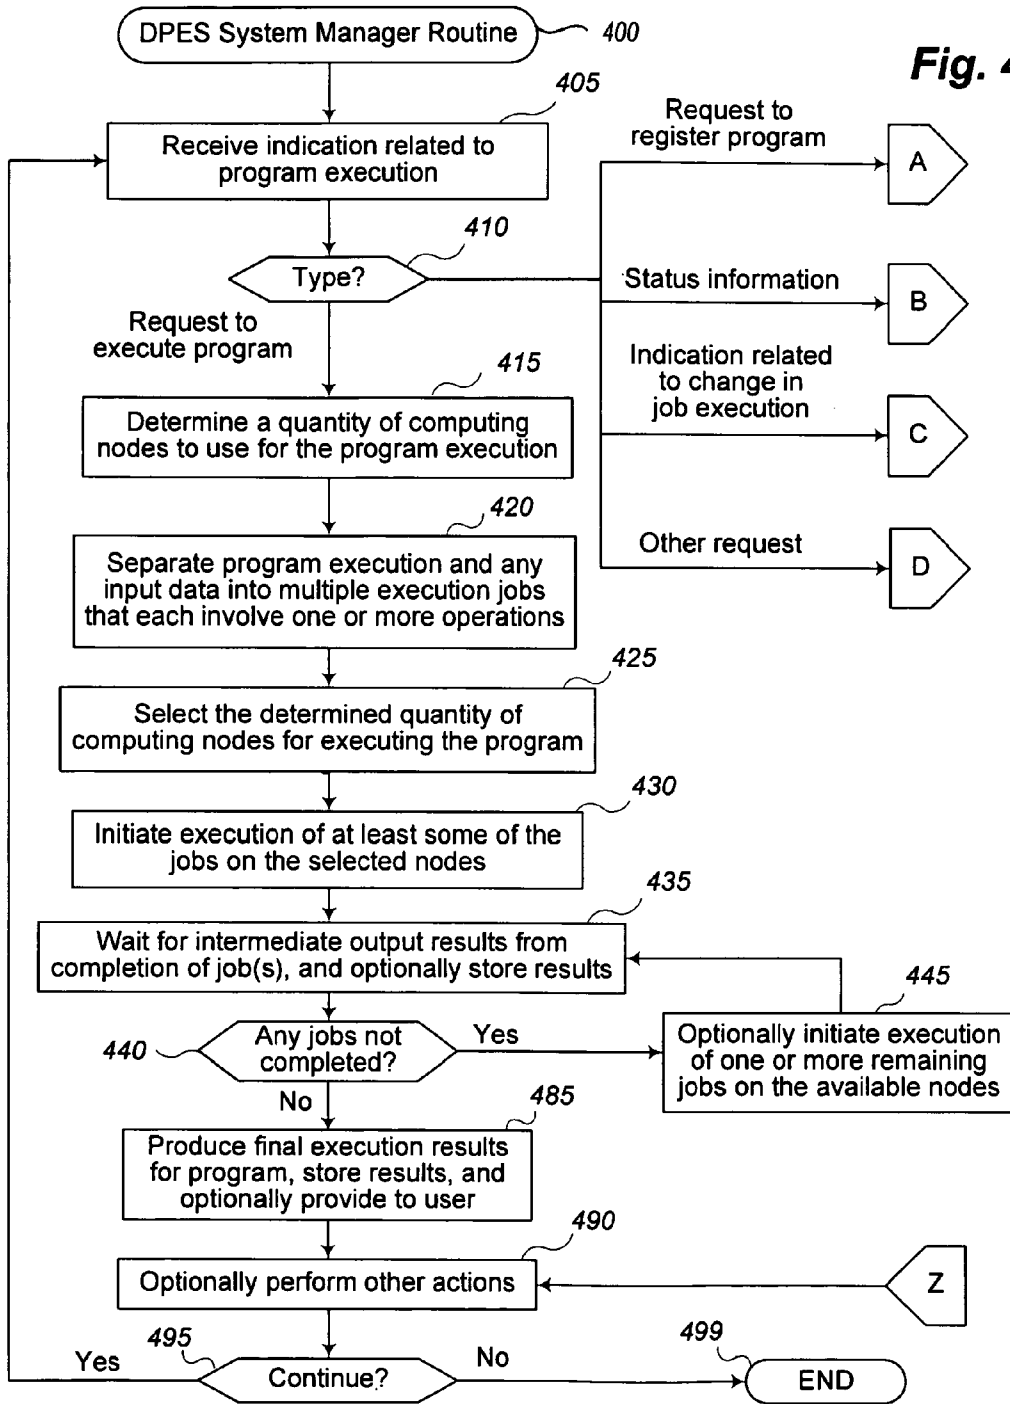 DPES System Manager Routine
400
Fig. 4
405
Receive indication related to
program execution
Request to
register program
A
410
Type?
Status information
B
Request to
execute program
Indication related
to change in
job execution
C
415
Determine a quantity of computing
nodes to use for the program execution
Other request
D
420
Separate program execution and any
input data into multiple execution jobs
that each involve one or more operations
425
Select the determined quantity of
computing nodes for executing the program
430
Initiate execution of at least some of the
jobs on the selected nodes
435
Wait for intermediate output results from
completion of job(s), and optionally store results
445
440
Any jobs not
completed?
Yes
Optionally initiate execution
of one or more remaining
jobs on the available nodes
No
485
Produce final execution results
for program, store results, and
optionally provide to user
490
Optionally perform other actions
Z
495
Yes
Continue?
No
499
END